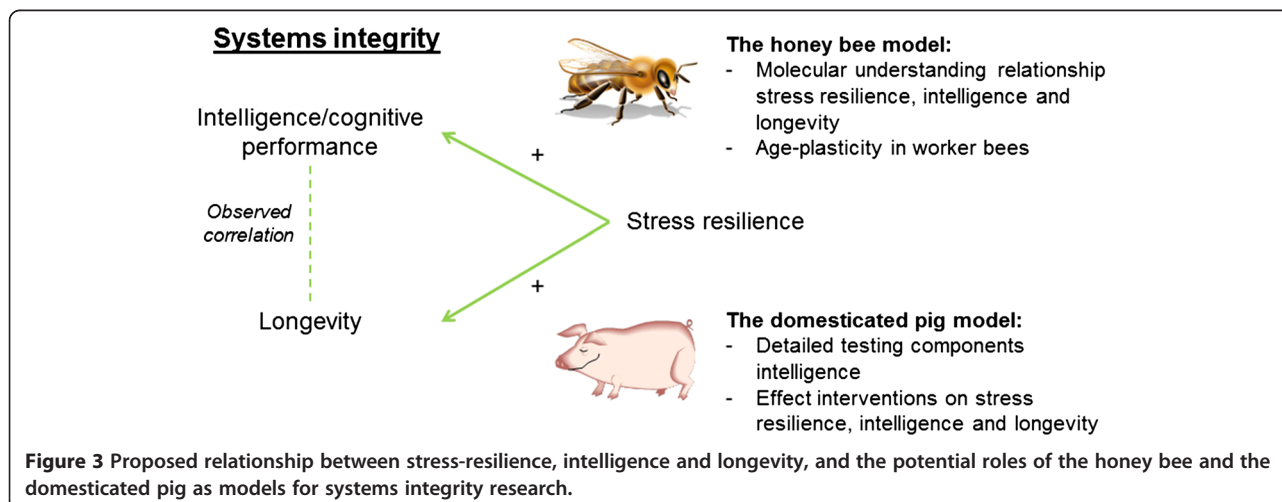 Systems integrity
Intelligence/cognitive
performance
Observed
correlation
Longevity
+
+
Stress resilience
The honey bee model:
- Molecular understanding relationship
stress resilience, intelligence and
longevity
- Age-plasticity in worker bees
The domesticated pig model:
- Detailed testing components
intelligence
- Effect interventions on stress
resilience, intelligence and longevity
Figure 3 Proposed relationship between stress-resilience, intelligence and longevity, and the potential roles of the honey bee and the
domesticated pig as models for systems integrity research.